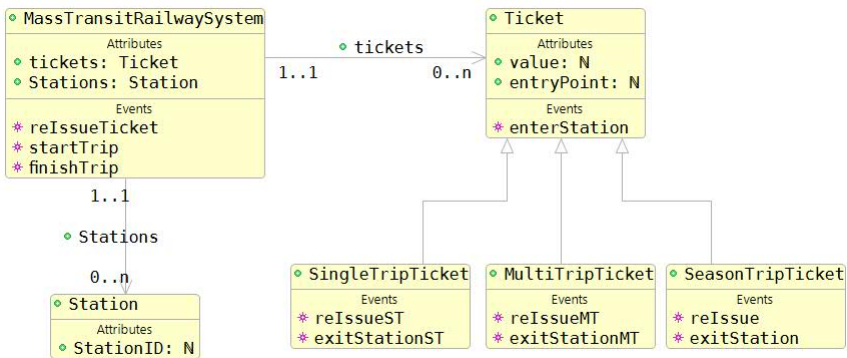 MassTransitRailwaySystem
Attributes
tickets: Ticket
Stations: Station
Events
reIssueTicket
startTrip
finishTrip
tickets
1..1
0..n
Ticket
Attributes
value: ℕ
entryPoint: ℕ
Events
enterStation
1..1
Stations
0..n
Station
Attributes
StationID: ℕ
SingleTripTicket
Events
reIssueST
exitStationST
MultiTripTicket
Events
reIssueMT
exitStationMT
SeasonTripTicket
Events
reIssue
exitStation